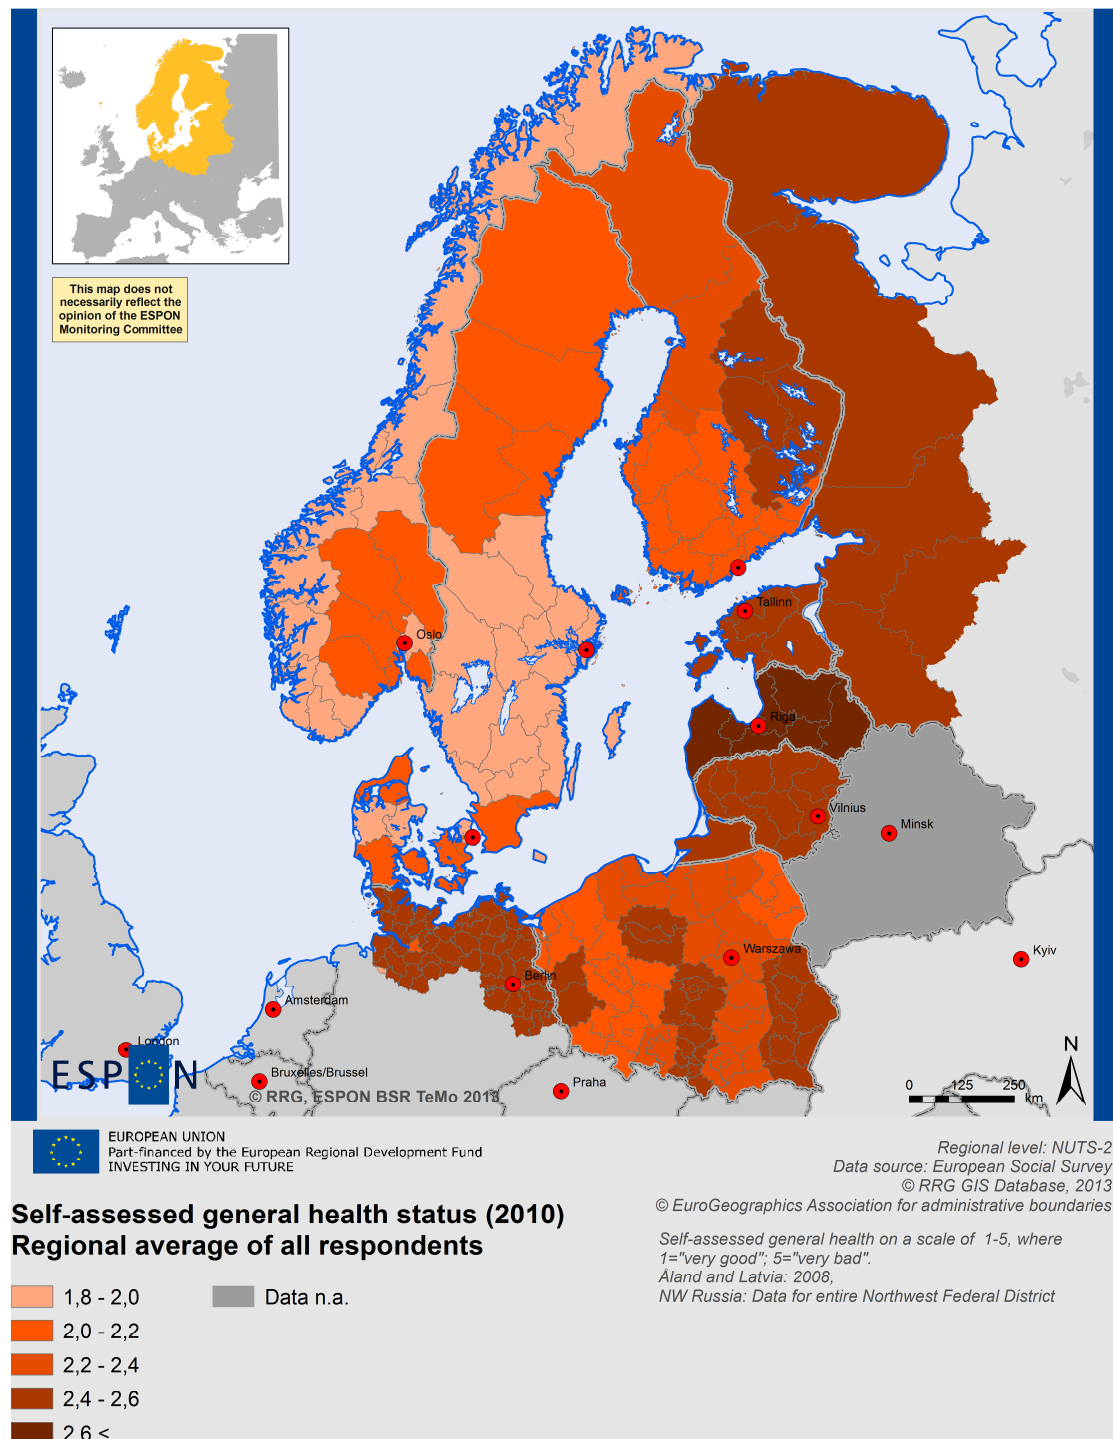 This map does not
necessarily reflect the
opinion of the ESPON
Monitoring Committee
Oslo
Tallinn
Riga
Vilnius
Minsk
Warszawa
Kyiv
Berlin
Amsterdam
London
Bruxelles/Brussel
Praha
ESPON
© RRG, ESPON BSR TeMo 2013
N
0 125 250
km
EUROPEAN UNION
Part-financed by the European Regional Development Fund
INVESTING IN YOUR FUTURE
Regional level: NUTS-2
Data source: European Social Survey
© RRG GIS Database, 2013
© EuroGeographics Association for administrative boundaries
Self-assessed general health status (2010)
Regional average of all respondents
Self-assessed general health on a scale of 1-5, where
1="very good"; 5="very bad".
Åland and Latvia: 2008,
NW Russia: Data for entire Northwest Federal District
1,8 - 2,0
2,0 - 2,2
2,2 - 2,4
2,4 - 2,6
2,6 <
Data n.a.